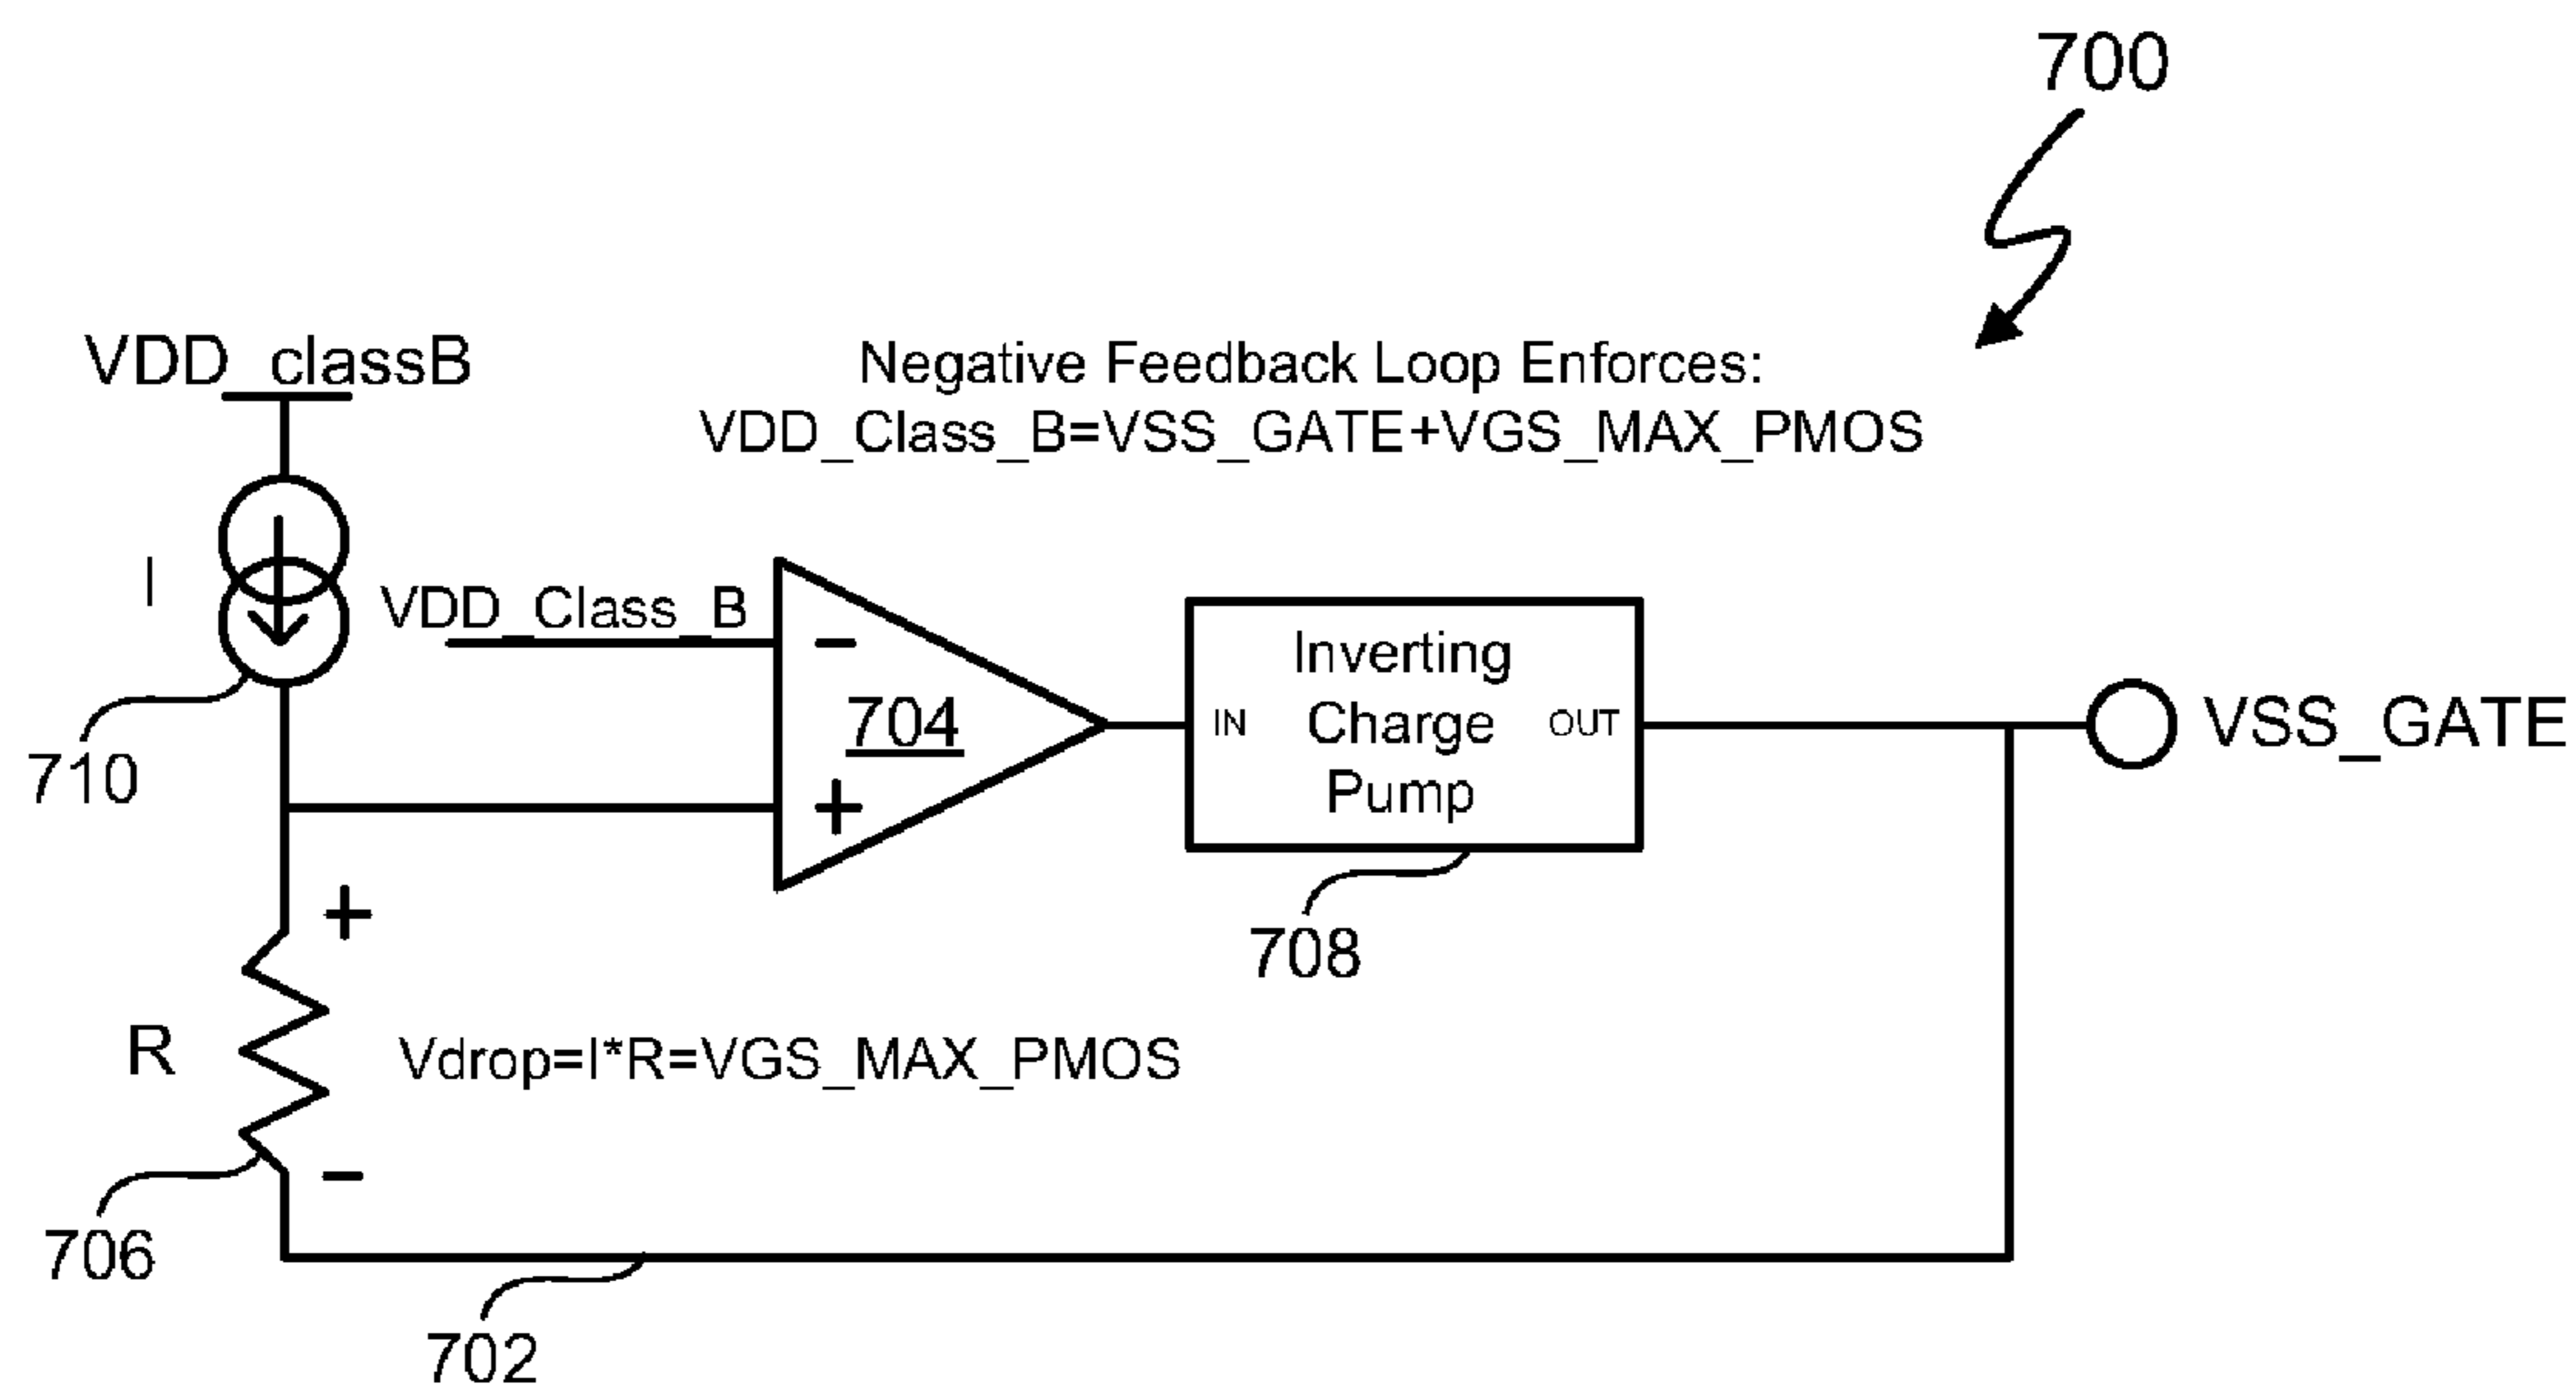 700
VDD_classB
Negative Feedback Loop Enforces:
VDD_Class_B=VSS_GATE+VGS_MAX_PMOS
I
VDD_Class_B
−
704
+
IN
Inverting
Charge
Pump
OUT
VSS_GATE
710
708
+
R
Vdrop=I*R=VGS_MAX_PMOS
−
706
702